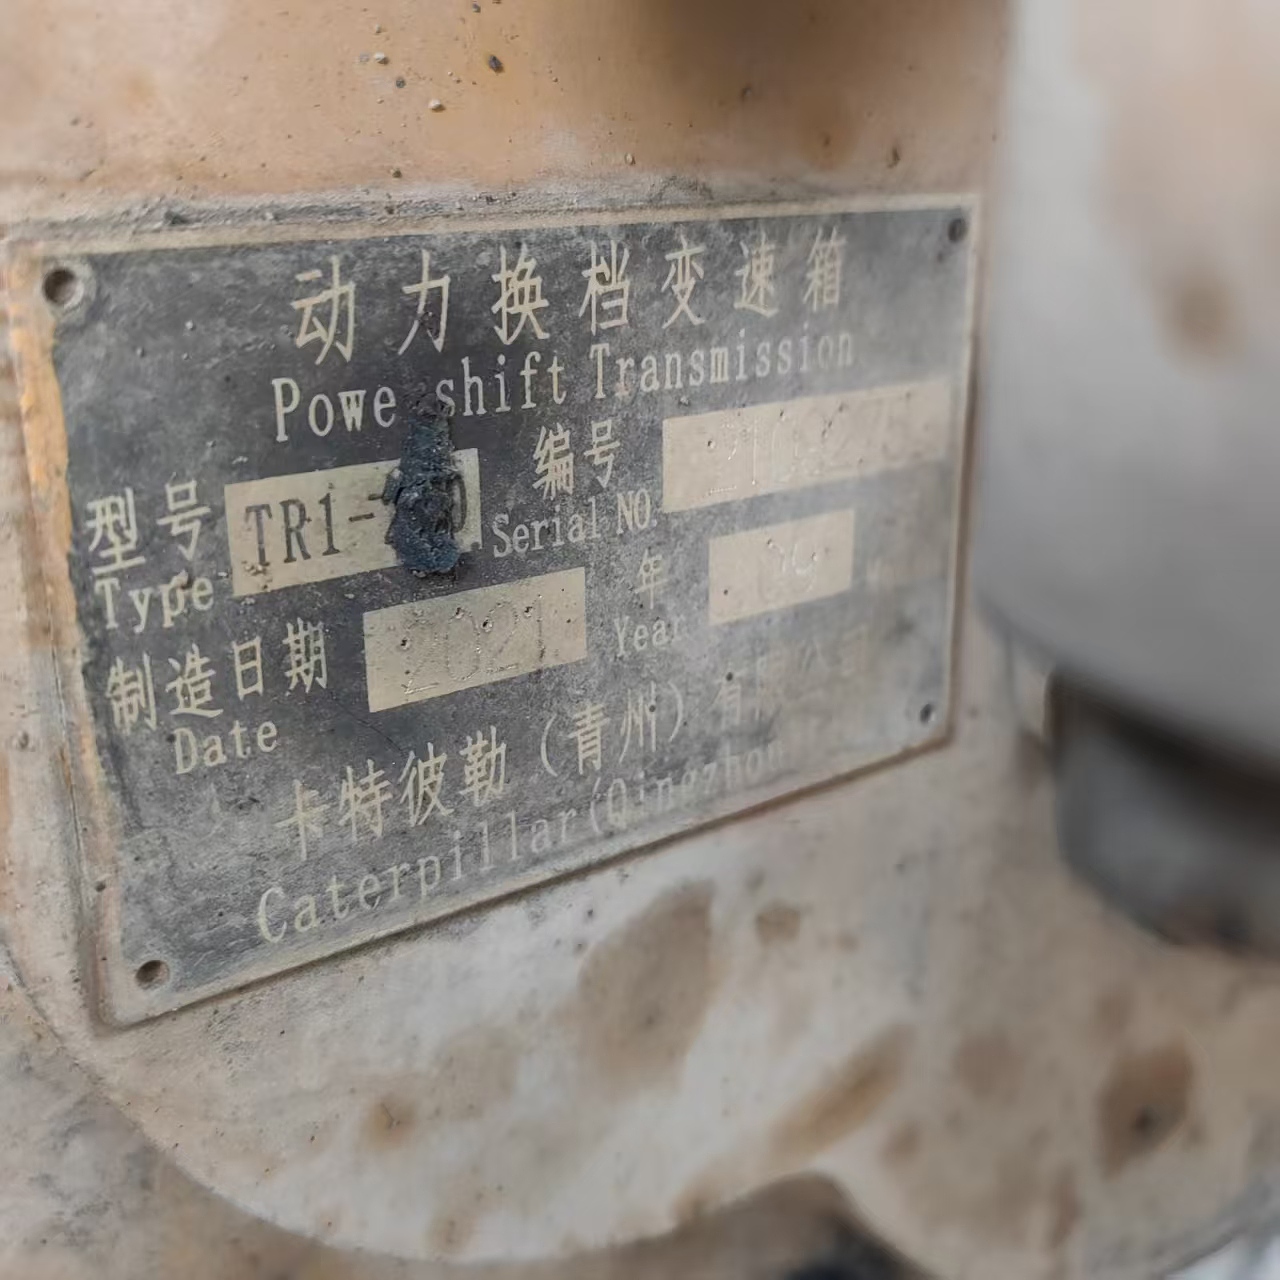 动力换档变速箱
Powe shift Transmission
型号 编号
Type TR1- Serial NO.
制造日期 2021 年 09
Date Year
卡特彼勒（青州）有限公司
Caterpillar(Qingzhou